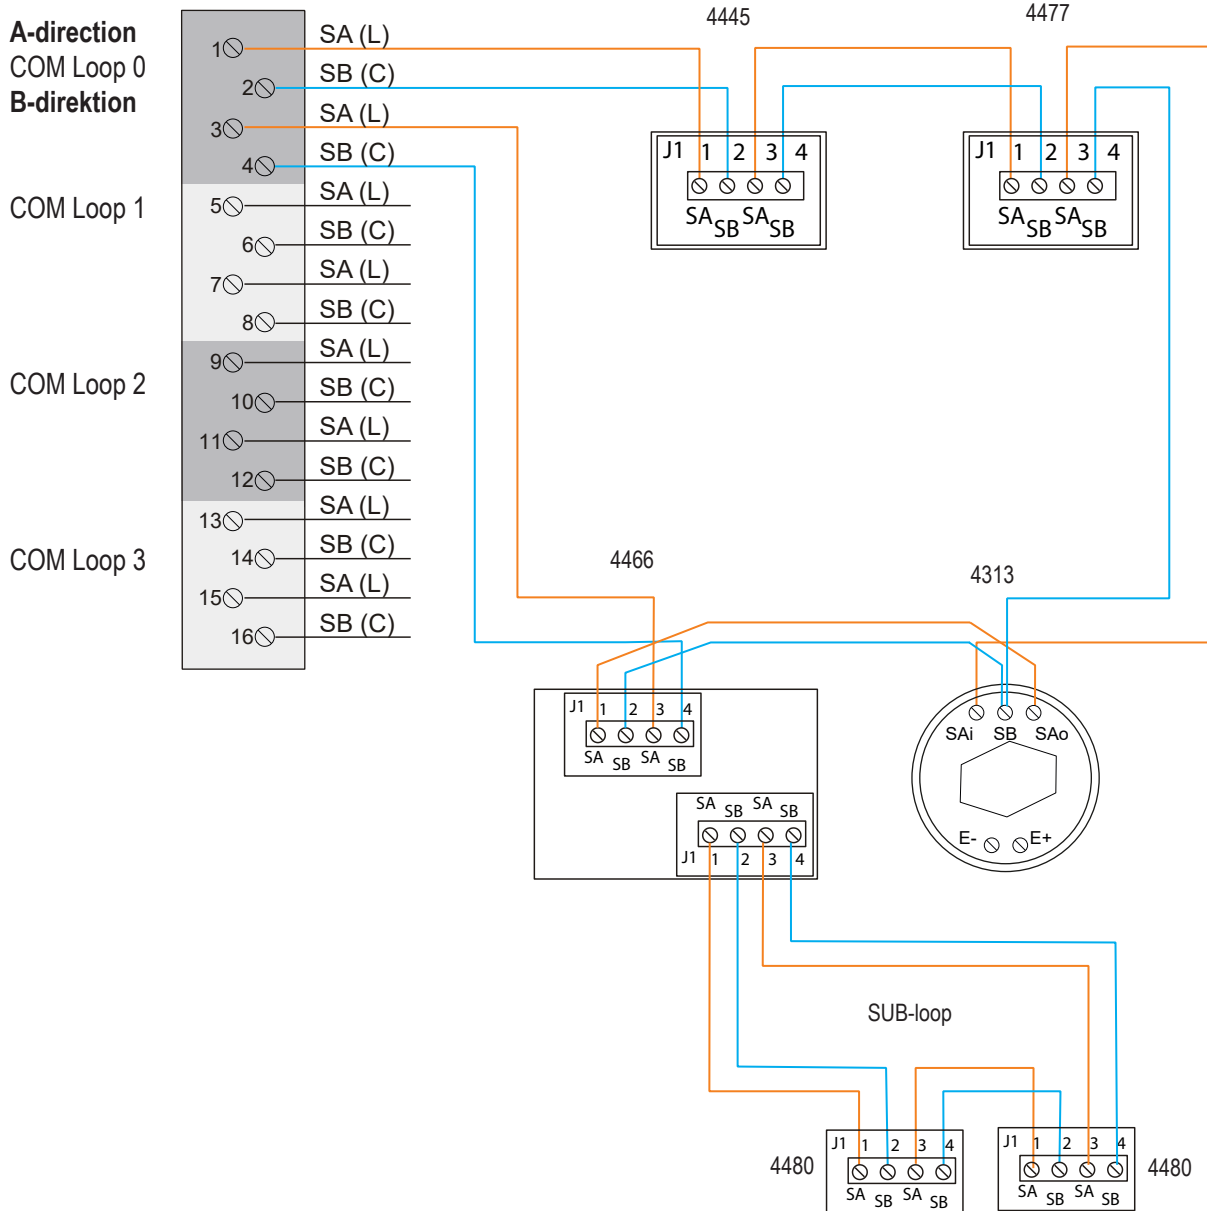 A-direction
COM Loop 0
B-direktion
COM Loop 1
COM Loop 2
COM Loop 3
1 SA (L)
2 SB (C)
3 SA (L)
4 SB (C)
5 SA (L)
6 SB (C)
7 SA (L)
8 SB (C)
9 SA (L)
10 SB (C)
11 SA (L)
12 SB (C)
13 SA (L)
14 SB (C)
15 SA (L)
16 SB (C)
4445
J1 1 2 3 4
SA SB SA SB
4477
J1 1 2 3 4
SA SB SA SB
4466
J1 1 2 3 4
SA SB SA SB
SA SB SA SB
J1 1 2 3 4
4313
SAi SB SAo
E- E+
SUB-loop
4480
J1 1 2 3 4
SA SB SA SB
J1 1 2 3 4
SA SB SA SB
4480